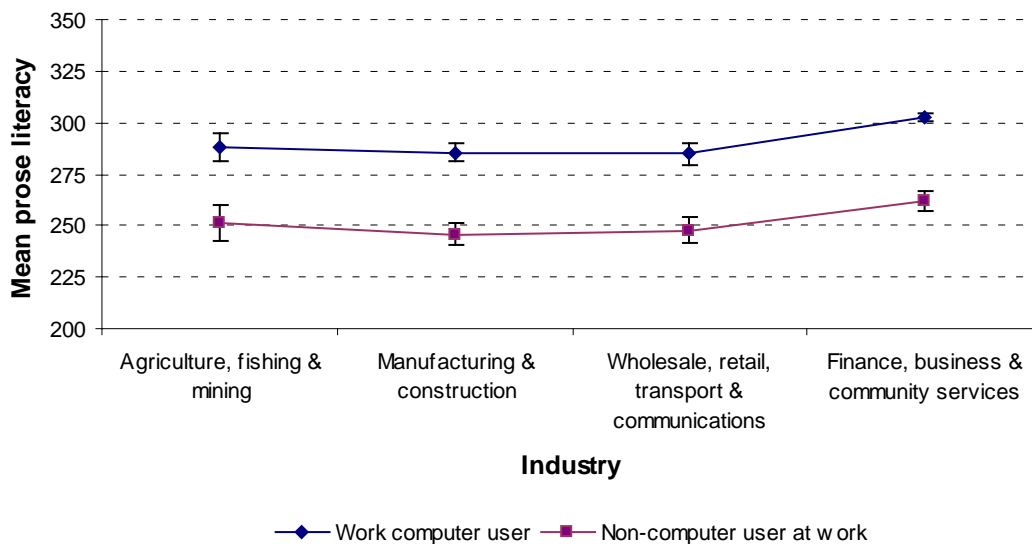 350
325
300
275
250
225
200
Mean prose literacy
Agriculture, fishing &
mining
Manufacturing &
construction
Wholesale, retail,
transport &
communications
Finance, business &
community services
Industry
Work computer user
Non-computer user at work